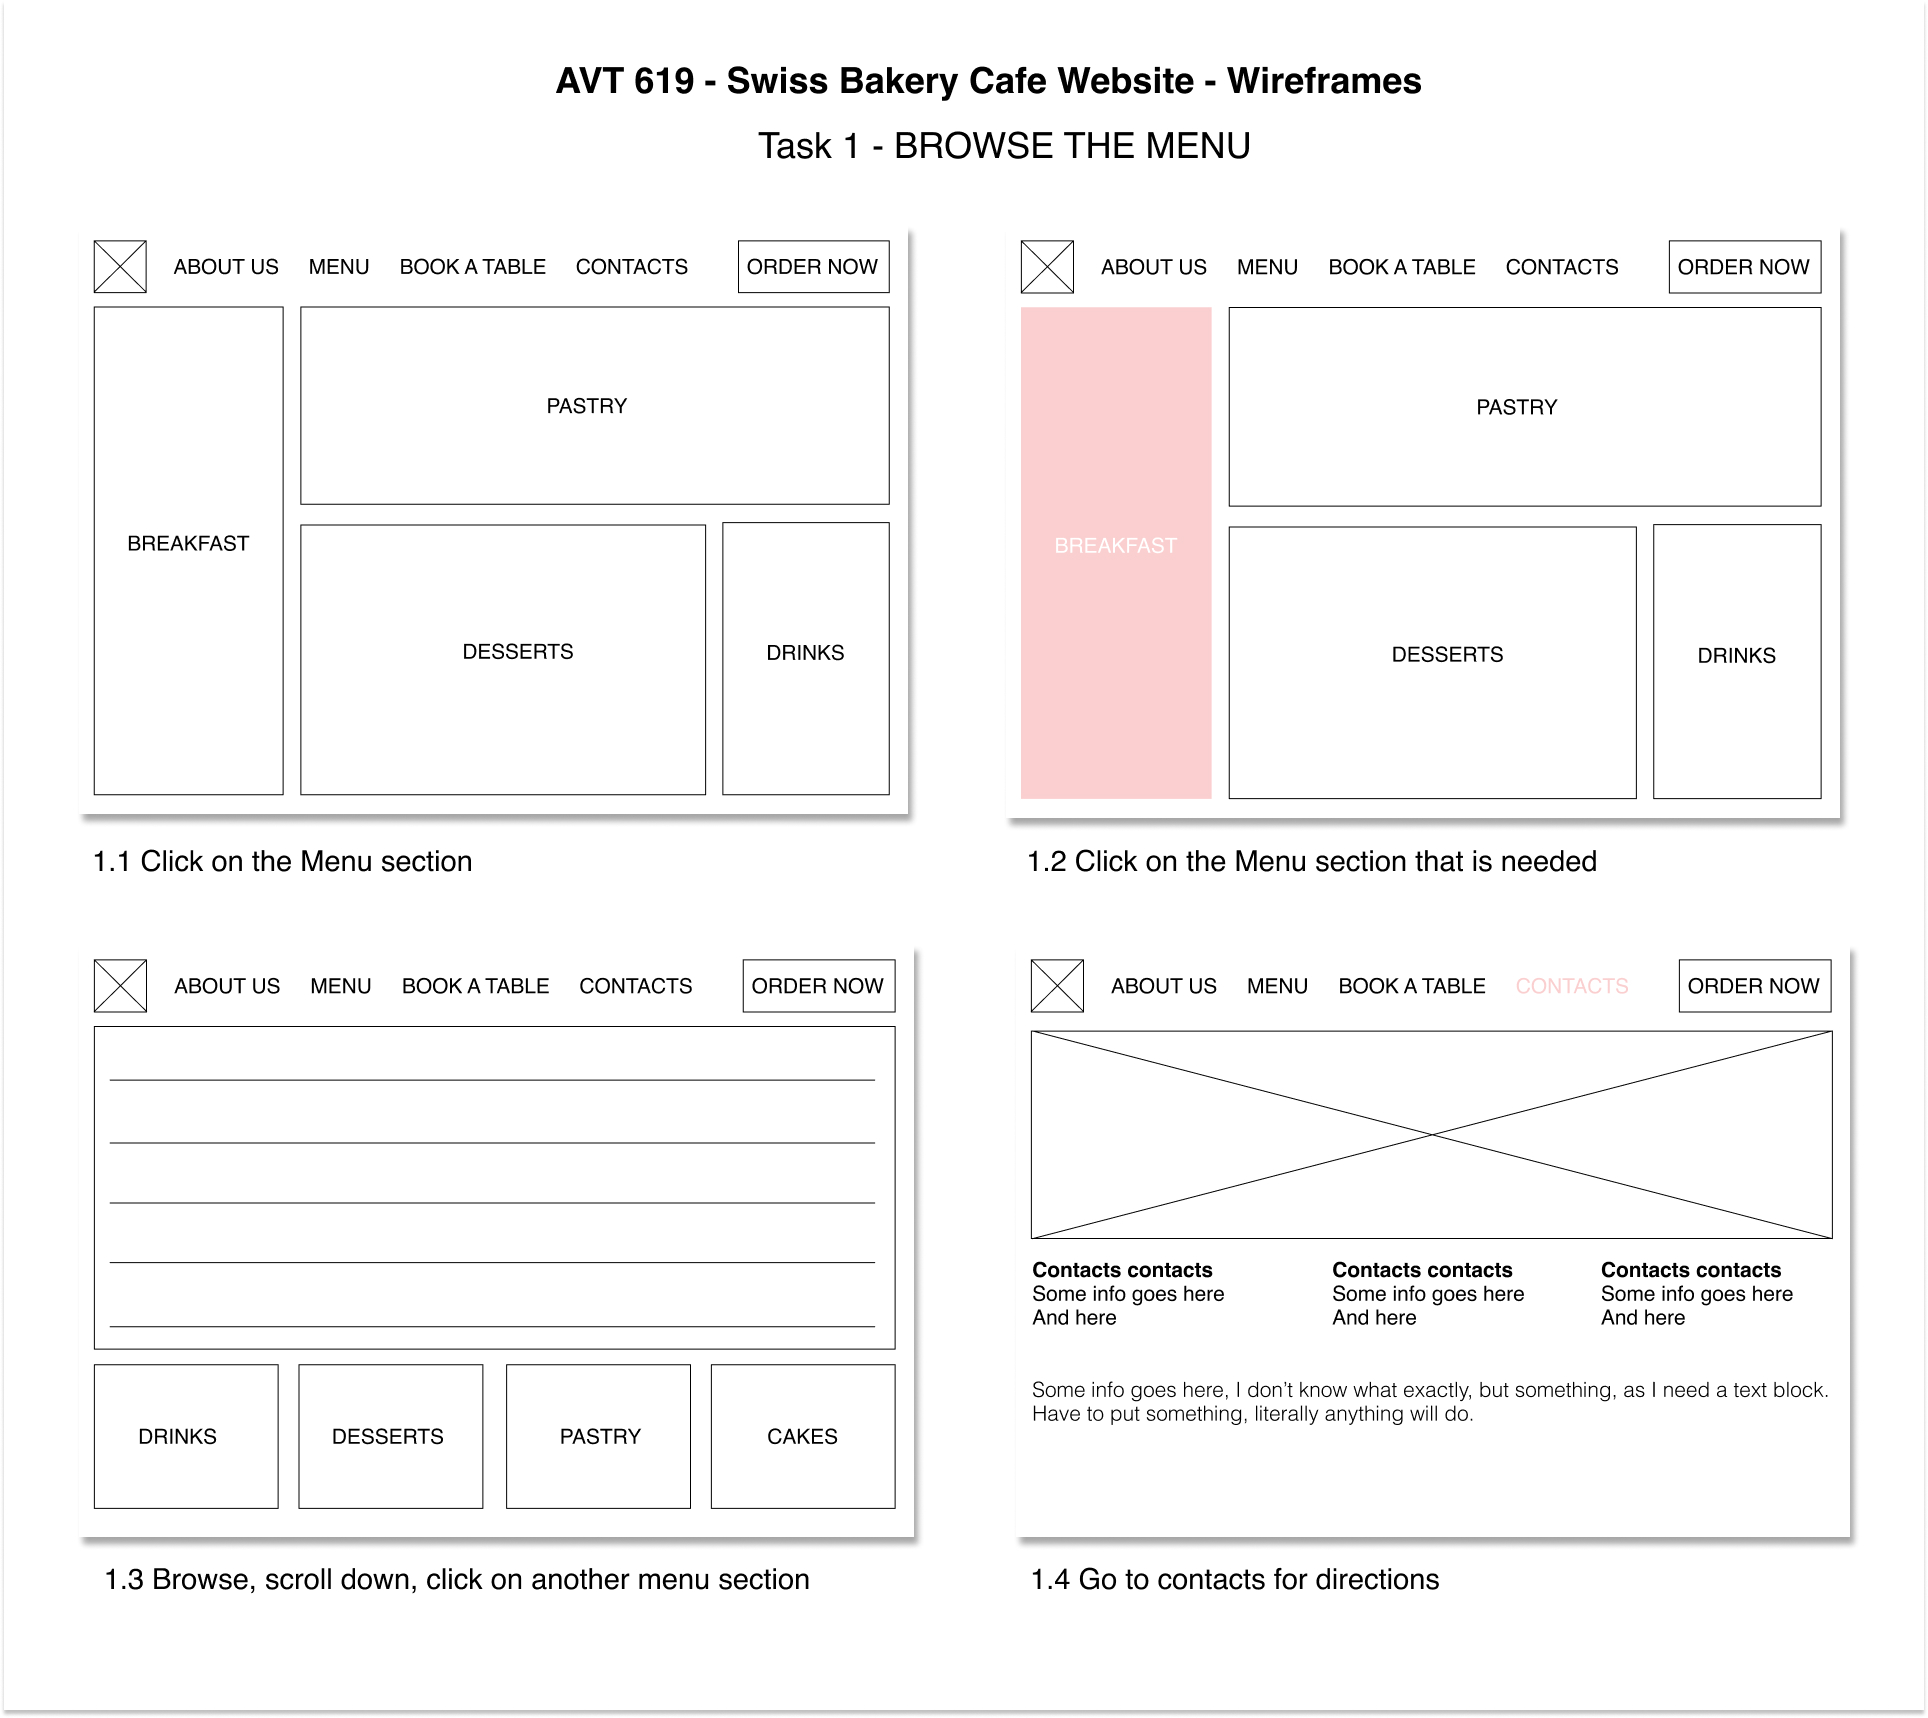 AVT 619 - Swiss Bakery Cafe Website - Wireframes
Task 1 - BROWSE THE MENU
ABOUT US MENU BOOK A TABLE CONTACTS ORDER NOW
PASTRY
BREAKFAST
DESSERTS
DRINKS
1.1 Click on the Menu section
ABOUT US MENU BOOK A TABLE CONTACTS ORDER NOW
PASTRY
BREAKFAST
DESSERTS
DRINKS
1.2 Click on the Menu section that is needed
ABOUT US MENU BOOK A TABLE CONTACTS ORDER NOW
DRINKS DESSERTS PASTRY CAKES
1.3 Browse, scroll down, click on another menu section
ABOUT US MENU BOOK A TABLE CONTACTS ORDER NOW
Contacts contacts
Some info goes here
And here
Contacts contacts
Some info goes here
And here
Contacts contacts
Some info goes here
And here
Some info goes here, I don’t know what exactly, but something, as I need a text block.
Have to put something, literally anything will do.
1.4 Go to contacts for directions